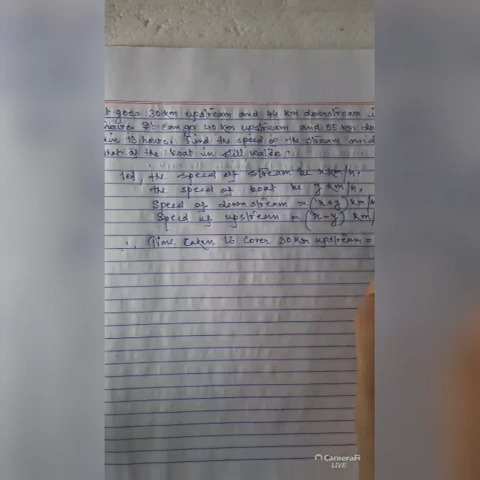 t goes 30 km upstream and 44 km downstream i
hours. It can go 40 km upstream and 55 km do
in 13 hours. Find the speed of the stream and
that of the boat in still water.
Let, the speed of stream be x km/h.
the speed of boat be y km/h.
Speed of downstream = (x+y) km/h
Speed of upstream = (x-y) km/
∴, Time taken to cover 30 km upstream =
CameraFi
LIVE